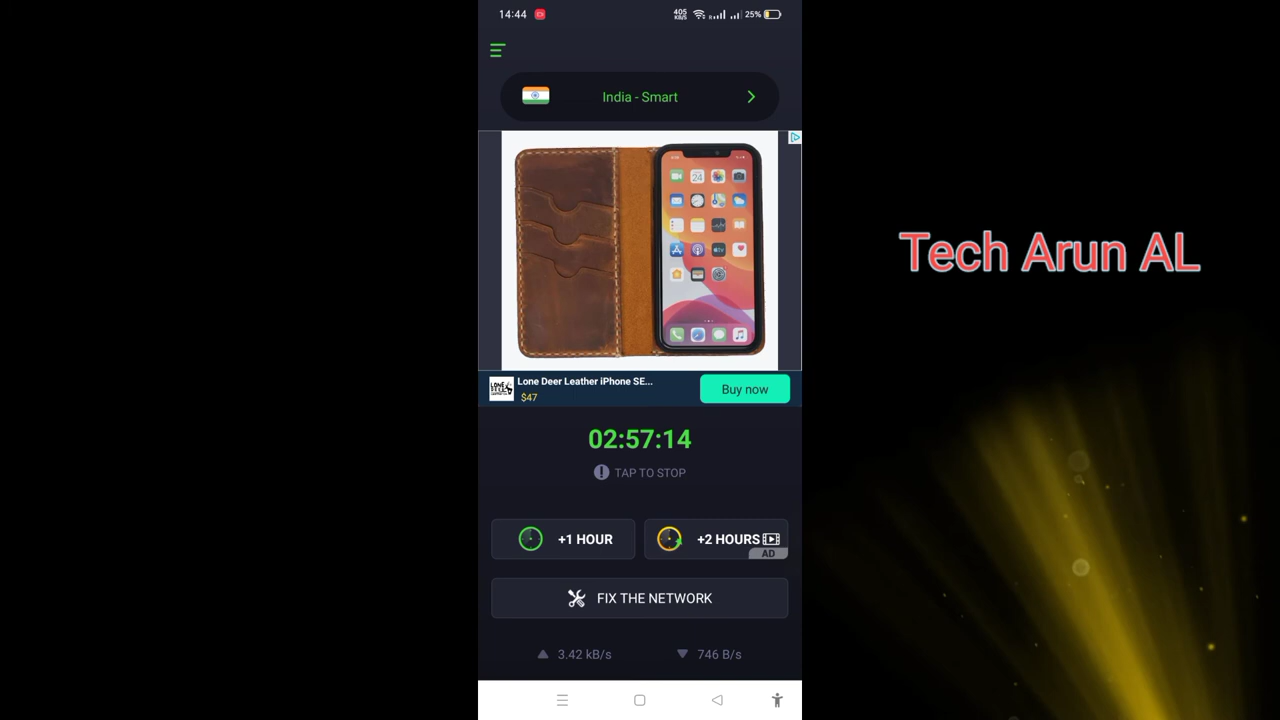 14:44
405
KB/S
R
25%
India - Smart
24
Lone Deer Leather iPhone SE...
$47
Buy now
02:57:14
TAP TO STOP
+1 HOUR
+2 HOURS
AD
FIX THE NETWORK
3.42 kB/s
746 B/s
Tech Arun AL